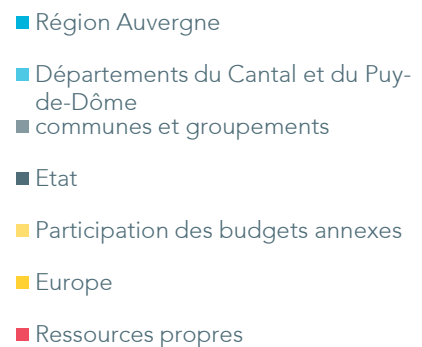 Région Auvergne
Départements du Cantal et du Puy-
de-Dôme
communes et groupements
Etat
Participation des budgets annexes
Europe
Ressources propres